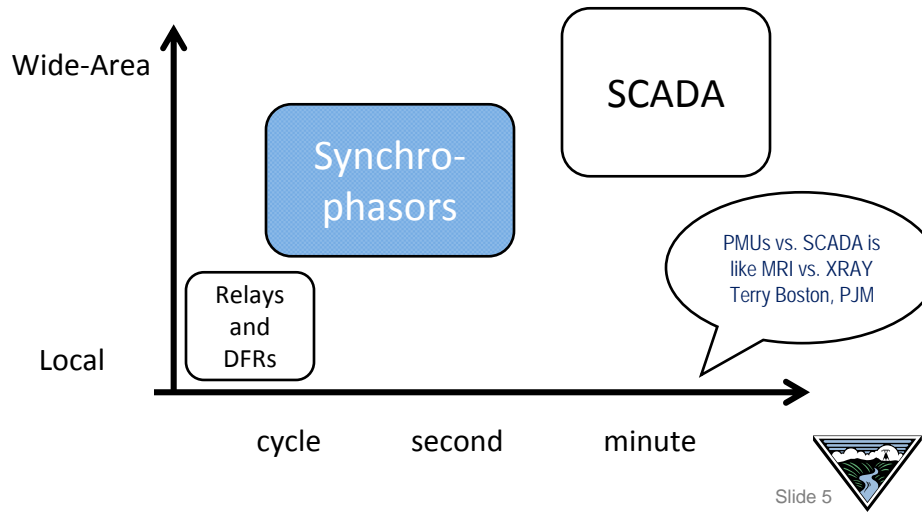 Wide-Area
SCADA
Synchro-
phasors
PMUs vs. SCADA is
like MRI vs. XRAY
Terry Boston, PJM
Relays
and
DFRs
Local
cycle second minute
Slide 5